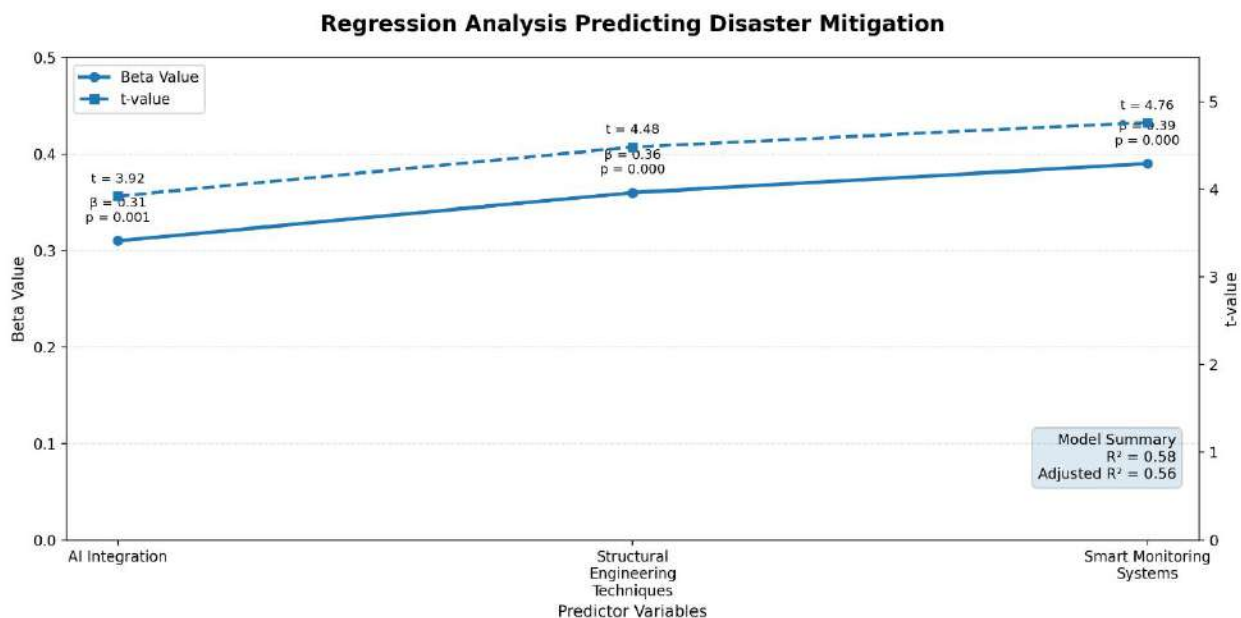 Regression Analysis Predicting Disaster Mitigation
0.5
0.4
0.3
0.2
0.1
0.0
Beta Value
Beta Value
t-value
t = 3.92
β = 0.31
p = 0.001
t = 4.48
β = 0.36
p = 0.000
t = 4.76
β = 0.39
p = 0.000
5
4
3
2
1
0
t-value
Model Summary
R² = 0.58
Adjusted R² = 0.56
AI Integration
Structural
Engineering
Techniques
Smart Monitoring
Systems
Predictor Variables